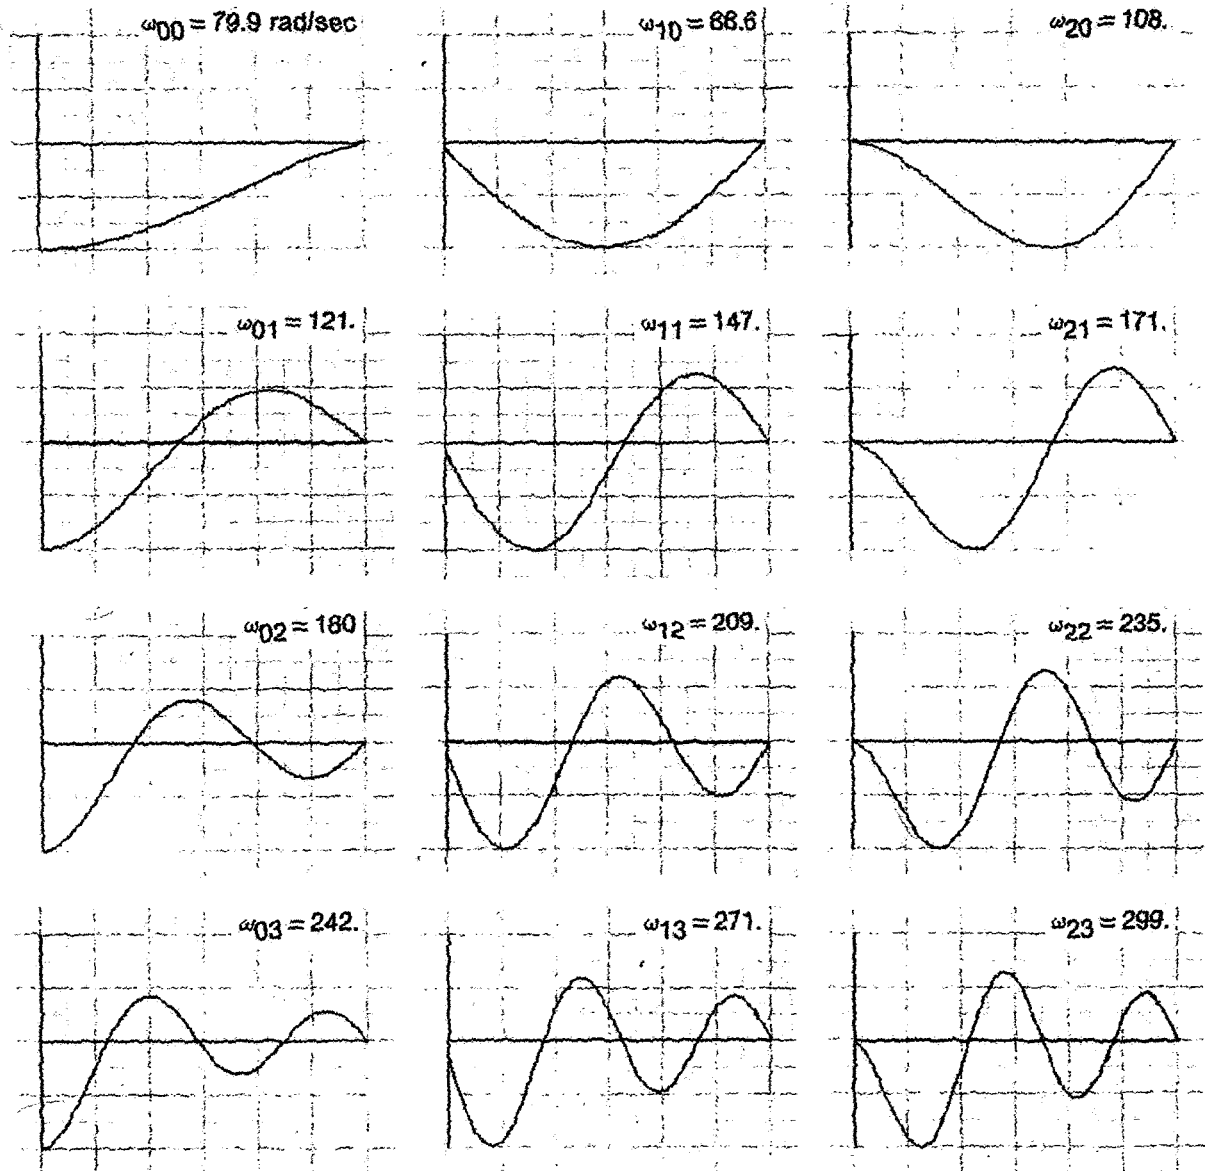 ω00 = 79.9 rad/sec
ω10 = 88.6
ω20 = 108.
ω01 = 121.
ω11 = 147.
ω21 = 171.
ω02 = 180
ω12 = 209.
ω22 = 235.
ω03 = 242.
ω13 = 271.
ω23 = 299.